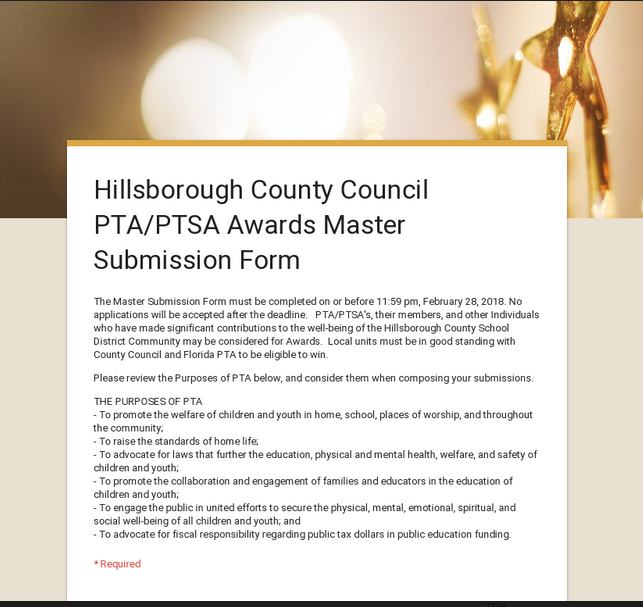 Hillsborough County Council
PTA/PTSA Awards Master
Submission Form
The Master Submission Form must be completed on or before 11:59 pm, February 28, 2018. No
applications will be accepted after the deadline.   PTA/PTSA's, their members, and other Individuals
who have made significant contributions to the well-being of the Hillsborough County School
District Community may be considered for Awards.  Local units must be in good standing with
County Council and Florida PTA to be eligible to win.
Please review the Purposes of PTA below, and consider them when composing your submissions.
THE PURPOSES OF PTA
- To promote the welfare of children and youth in home, school, places of worship, and throughout
the community;
- To raise the standards of home life;
- To advocate for laws that further the education, physical and mental health, welfare, and safety of
children and youth;
- To promote the collaboration and engagement of families and educators in the education of
children and youth;
- To engage the public in united efforts to secure the physical, mental, emotional, spiritual, and
social well-being of all children and youth; and
- To advocate for fiscal responsibility regarding public tax dollars in public education funding.
* Required